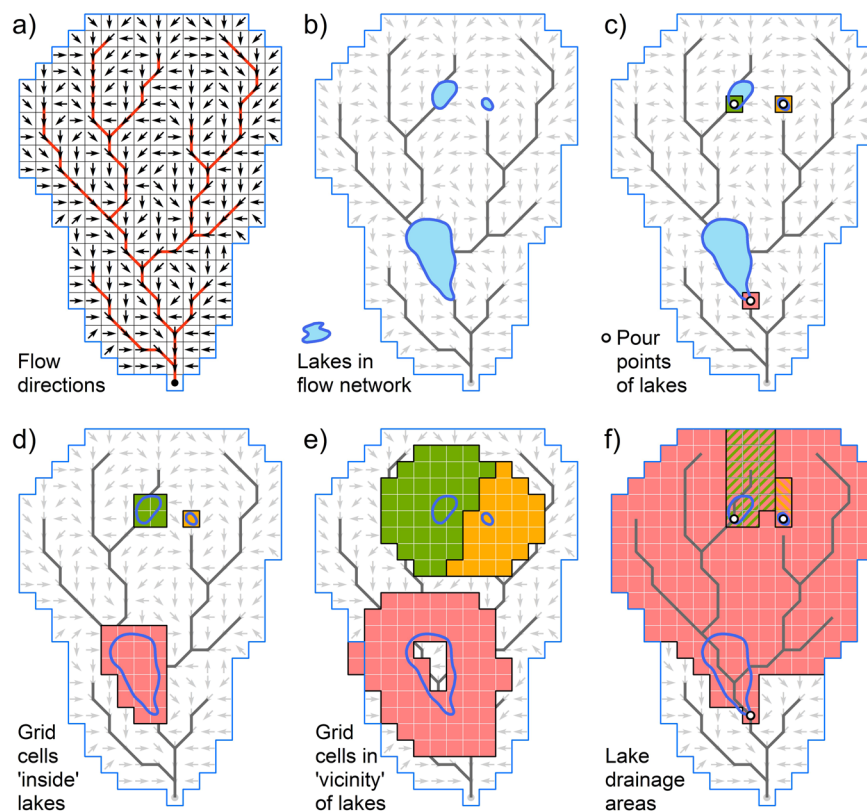 a)
b)
c)
Flow
directions
Lakes in
flow network
Pour
points
of lakes
d)
e)
f)
Grid
cells
'inside'
lakes
Grid
cells in
'vicinity'
of lakes
Lake
drainage
areas